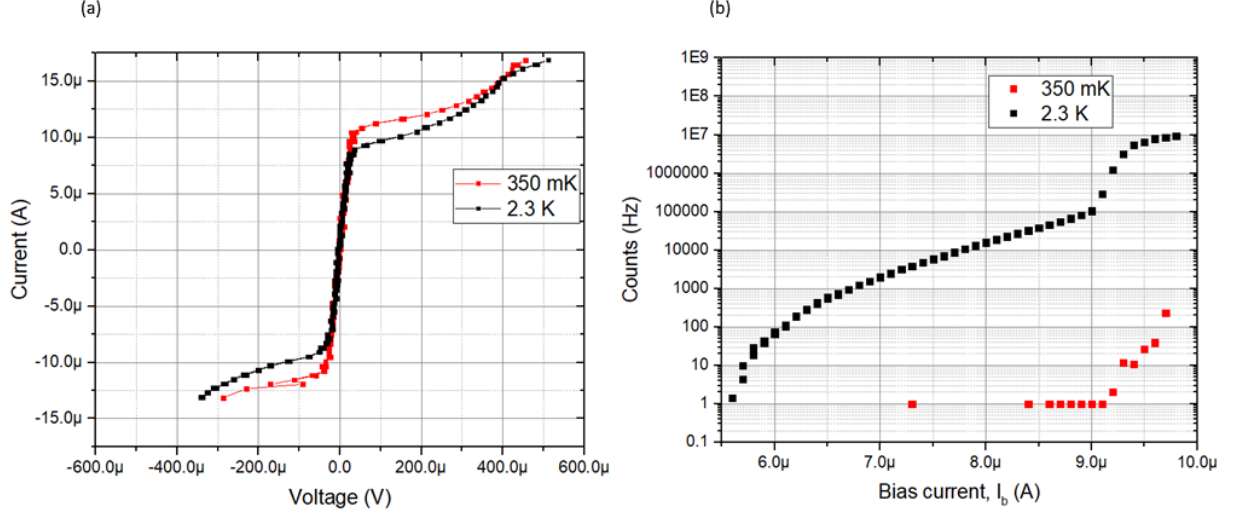 (a)
15.0µ
10.0µ
5.0µ
0.0
-5.0µ
-10.0µ
-15.0µ
Current (A)
350 mK
2.3 K
-600.0µ -400.0µ -200.0µ 0.0 200.0µ 400.0µ 600.0µ
Voltage (V)
(b)
1E9
1E8
1E7
1000000
100000
10000
1000
100
10
1
0.1
Counts (Hz)
350 mK
2.3 K
6.0µ 7.0µ 8.0µ 9.0µ 10.0µ
Bias current, I_b (A)